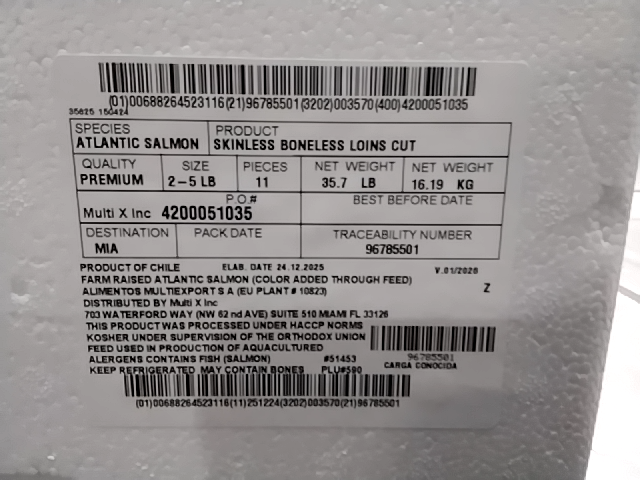 (01)00688264523116(21)96785501(3202)003570(400)4200051035
35625 150424
SPECIES PRODUCT
ATLANTIC SALMON SKINLESS BONELESS LOINS CUT
QUALITY SIZE PIECES NET WEIGHT NET WEIGHT
PREMIUM 2-5 LB 11 35.7 LB 16.19 KG
P.O.# BEST BEFORE DATE
Multi X Inc 4200051035
DESTINATION PACK DATE TRACEABILITY NUMBER
MIA 96785501
PRODUCT OF CHILE ELAB. DATE 24.12.2025 V.01/2026
FARM RAISED ATLANTIC SALMON (COLOR ADDED THROUGH FEED)
ALIMENTOS MULTIEXPORT S A (EU PLANT # 10823) Z
DISTRIBUTED BY Multi X Inc
703 WATERFORD WAY (NW 62 nd AVE) SUITE 510 MIAMI FL 33126
THIS PRODUCT WAS PROCESSED UNDER HACCP NORMS
KOSHER UNDER SUPERVISION OF THE ORTHODOX UNION
FEED USED IN PRODUCTION OF AQUACULTURED
ALERGENS CONTAINS FISH (SALMON) #51453 96785501
KEEP REFRIGERATED MAY CONTAIN BONES PLU#590 CARGA CONOCIDA
(01)00688264523116(11)251224(3202)003570(21)96785501